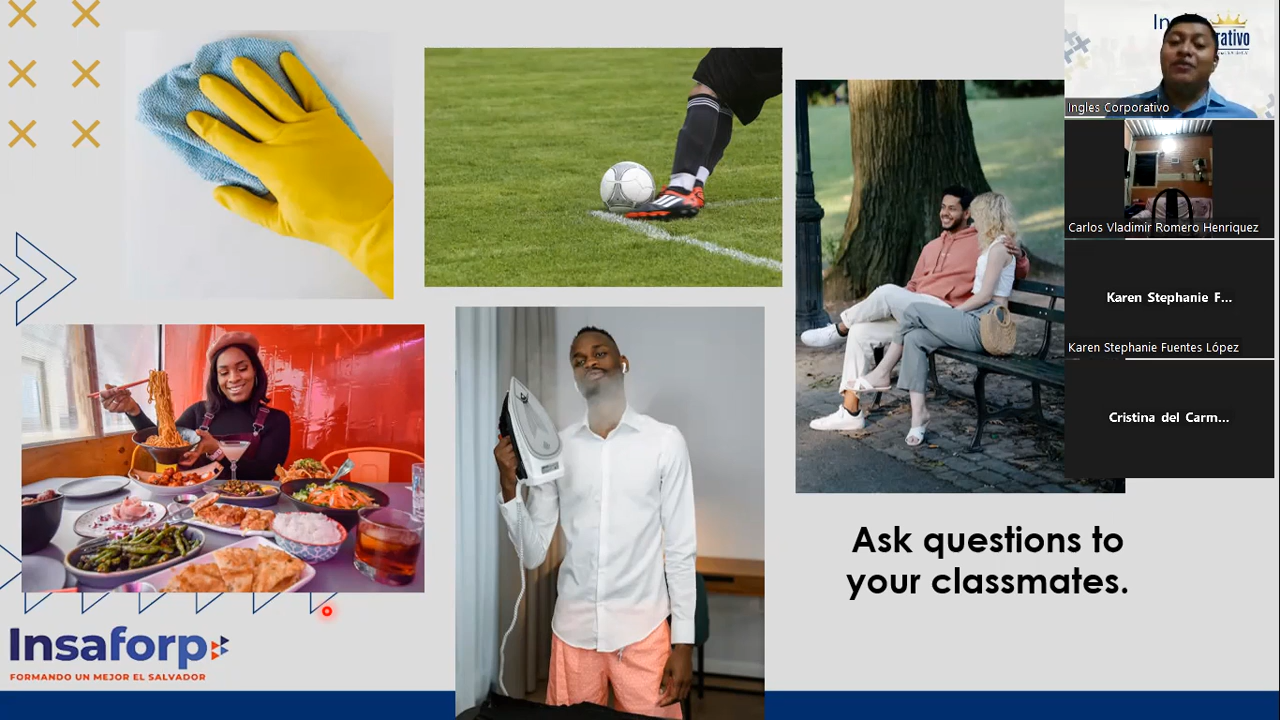 Ingles Corporativo
Carlos Vladimir Romero Henriquez
Karen Stephanie F...
Karen Stephanie Fuentes López
Cristina del Carm...
Ask questions to
your classmates.
Insaforp
FORMANDO UN MEJOR EL SALVADOR